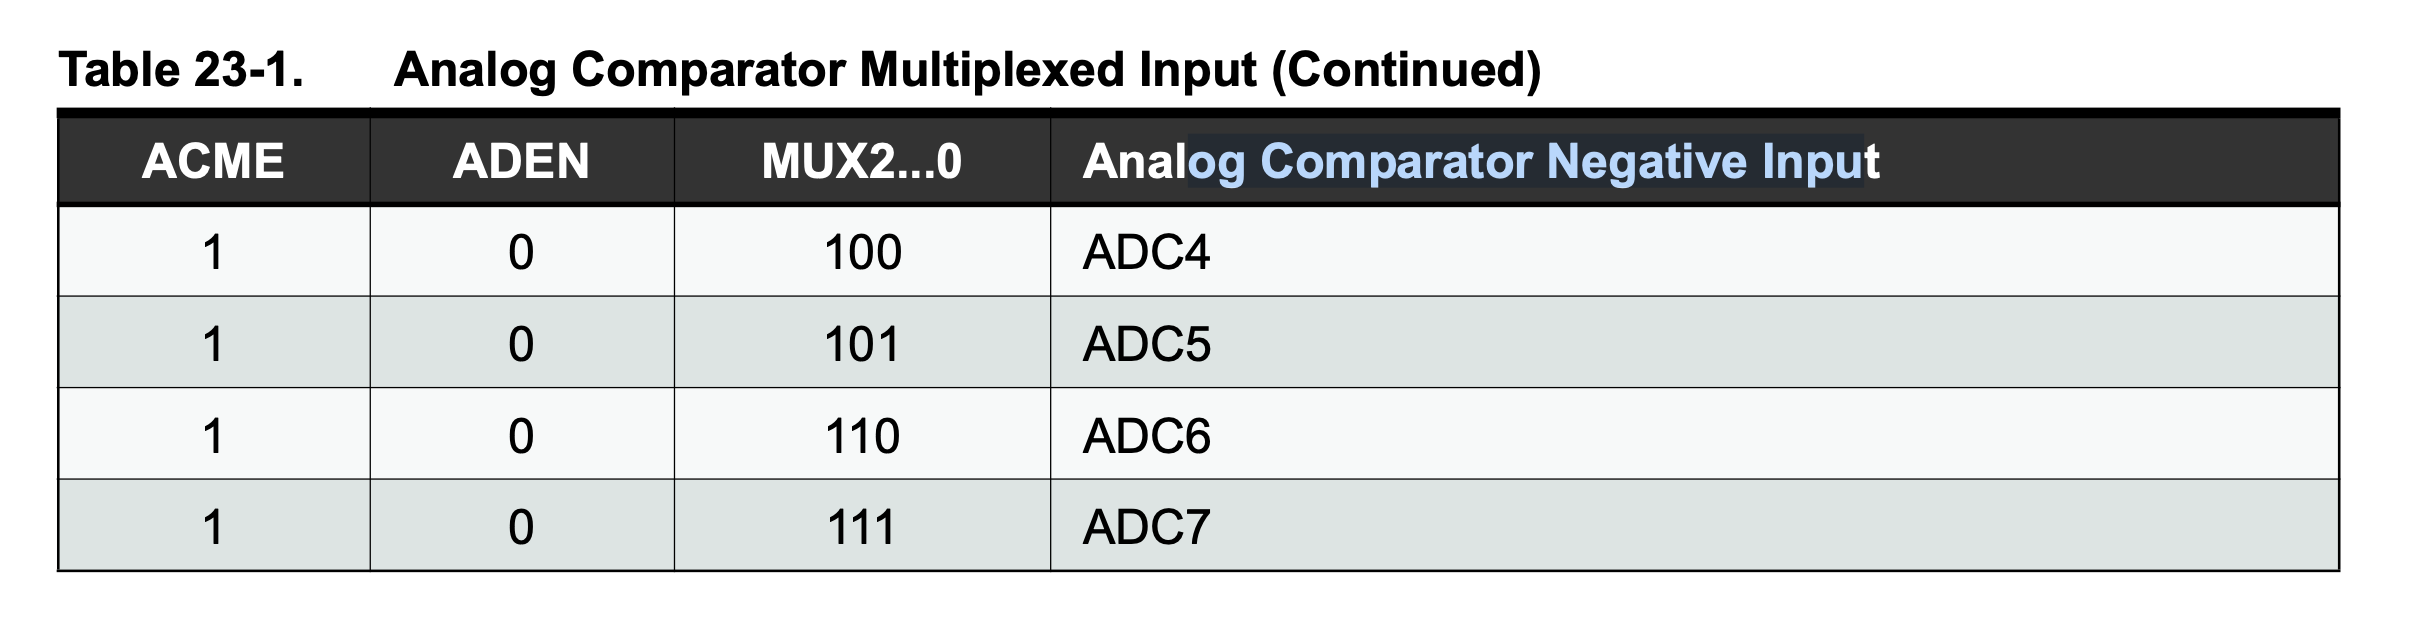 Table 23-1. Analog Comparator Multiplexed Input (Continued)
ACME ADEN MUX2...0 Analog Comparator Negative Input
1 0 100 ADC4
1 0 101 ADC5
1 0 110 ADC6
1 0 111 ADC7